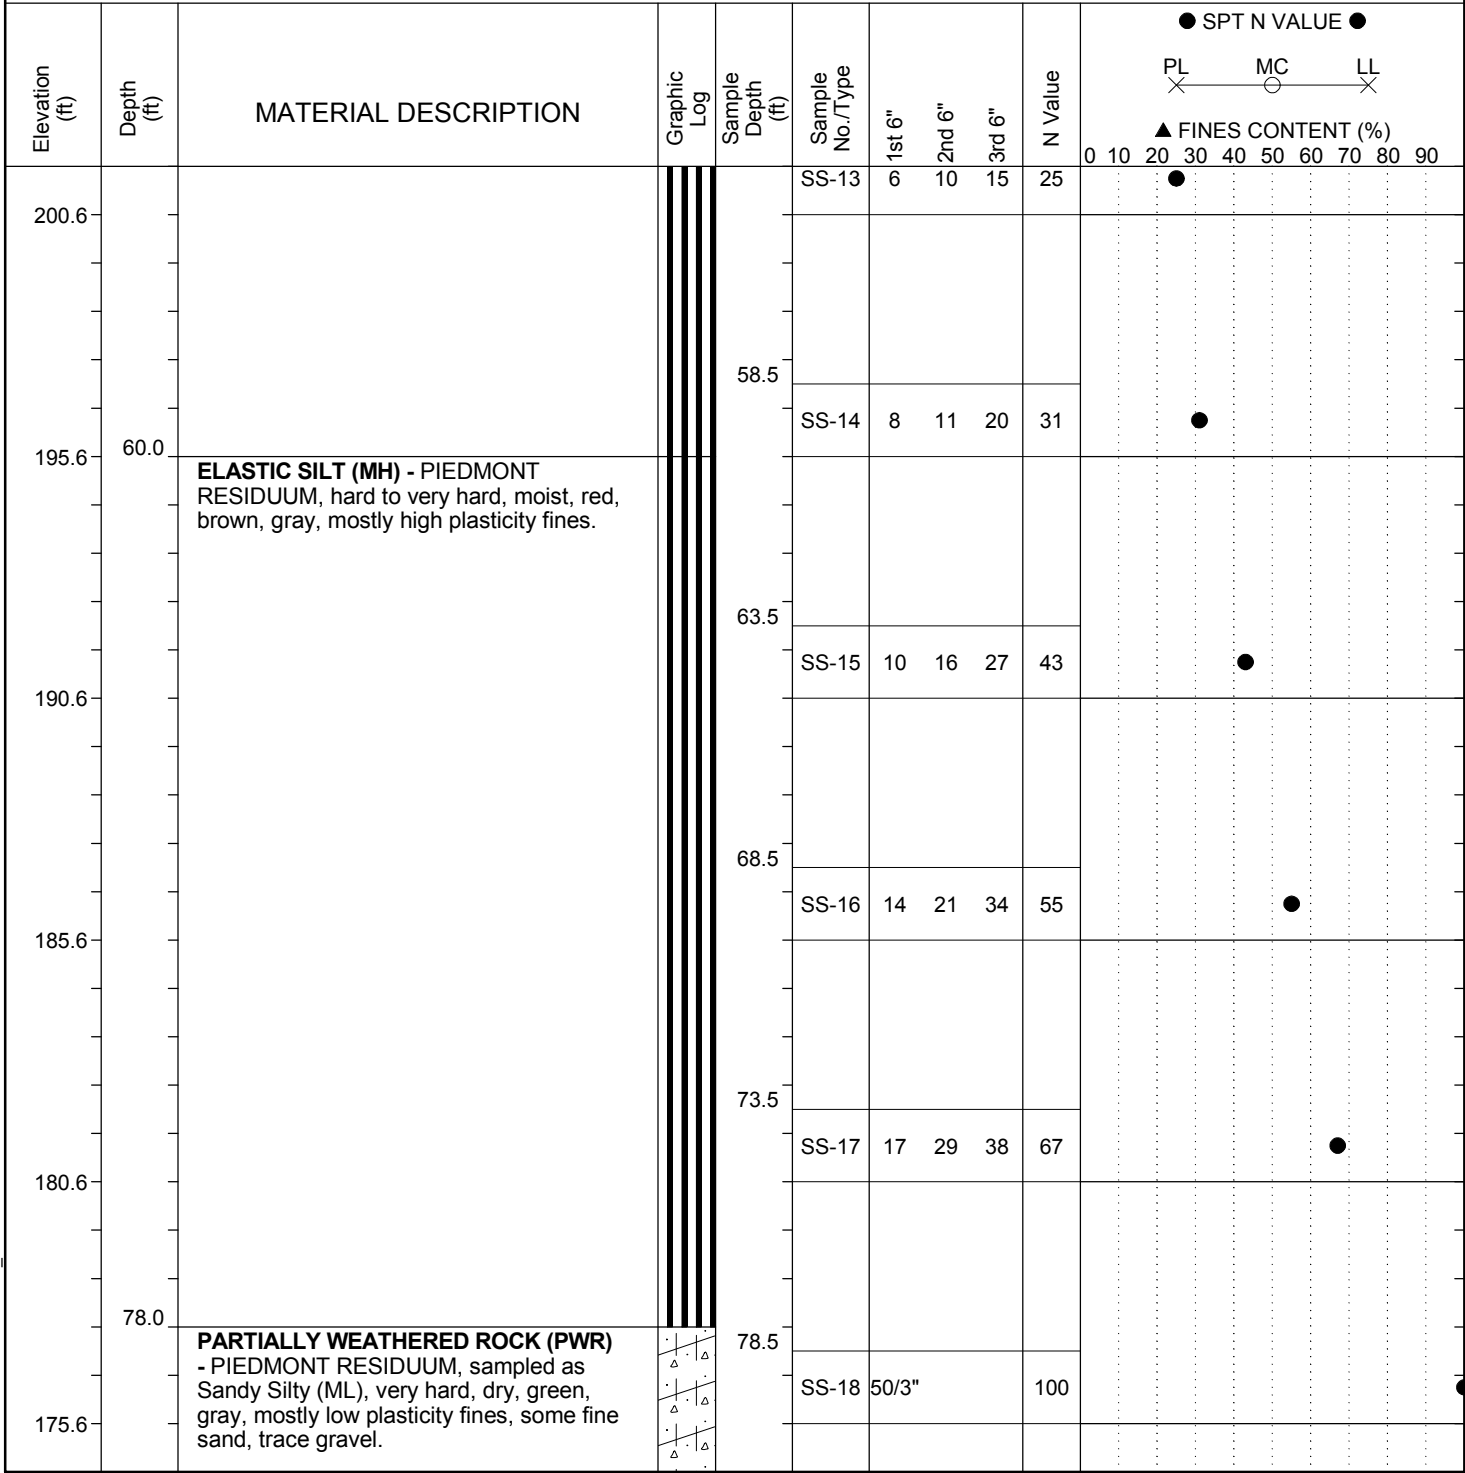 ● SPT N VALUE ●
PL MC LL
▲ FINES CONTENT (%)
0 10 20 30 40 50 60 70 80 90
Elevation (ft)
Depth (ft)
MATERIAL DESCRIPTION
Graphic Log
Sample Depth (ft)
Sample No./Type
1st 6"
2nd 6"
3rd 6"
N Value
SS-13 6 10 15 25
200.6
58.5
SS-14 8 11 20 31
60.0
195.6
ELASTIC SILT (MH) - PIEDMONT
RESIDUUM, hard to very hard, moist, red,
brown, gray, mostly high plasticity fines.
63.5
SS-15 10 16 27 43
190.6
68.5
SS-16 14 21 34 55
185.6
73.5
SS-17 17 29 38 67
180.6
78.0
PARTIALLY WEATHERED ROCK (PWR)
- PIEDMONT RESIDUUM, sampled as
Sandy Silty (ML), very hard, dry, green,
gray, mostly low plasticity fines, some fine
sand, trace gravel.
78.5
SS-18 50/3" 100
175.6